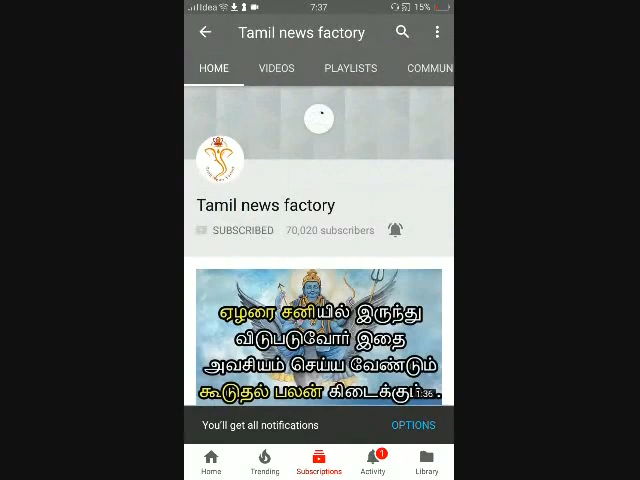 Idea 7:37 15%
Tamil news factory
HOME VIDEOS PLAYLISTS COMMUN
Tamil news factory
SUBSCRIBED 70,020 subscribers
ஏழரை சனியில் இருந்து
விடுபடுவோர் இதை
அவசியம் செய்ய வேண்டும்
கூடுதல் பலன் கிடைக்கும்...
1:36
You'll get all notifications OPTIONS
1
Home Trending Subscriptions Activity Library